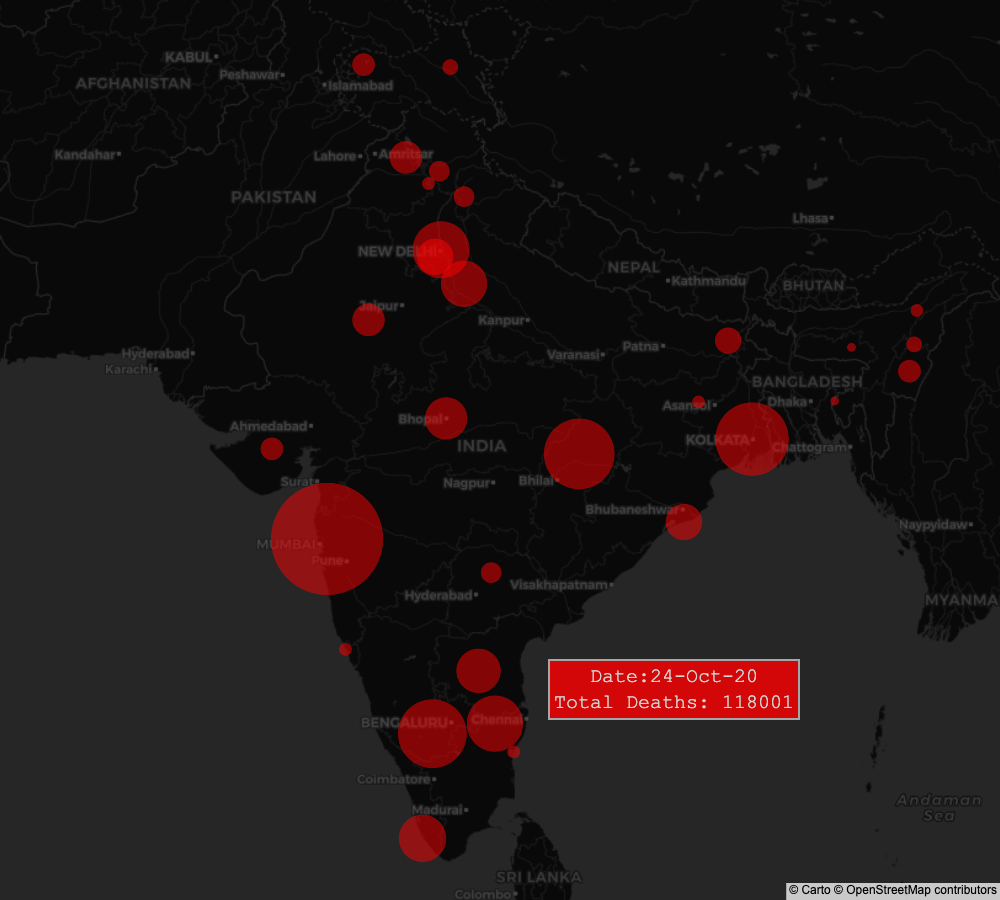 KABUL
Peshawar
AFGHANISTAN
Islamabad
Kandahar
Lahore
Amritsar
PAKISTAN
Lhasa
NEW DELHI
NEPAL
Kathmandu
BHUTAN
Jaipur
Kanpur
Hyderabad
Karachi
Varanasi
Patna
BANGLADESH
Asansol
Dhaka
Ahmedabad
Bhopal
INDIA
KOLKATA
Chattogram
Surat
Nagpur
Bhilai
Bhubaneshwar
Naypyidaw
MUMBAI
Pune
Hyderabad
Visakhapatnam
MYANMA
Date:24-Oct-20
Total Deaths: 118001
BENGALURU
Chennai
Coimbatore
Madurai
Andaman
Sea
SRI LANKA
Colombo
© Carto © OpenStreetMap contributors